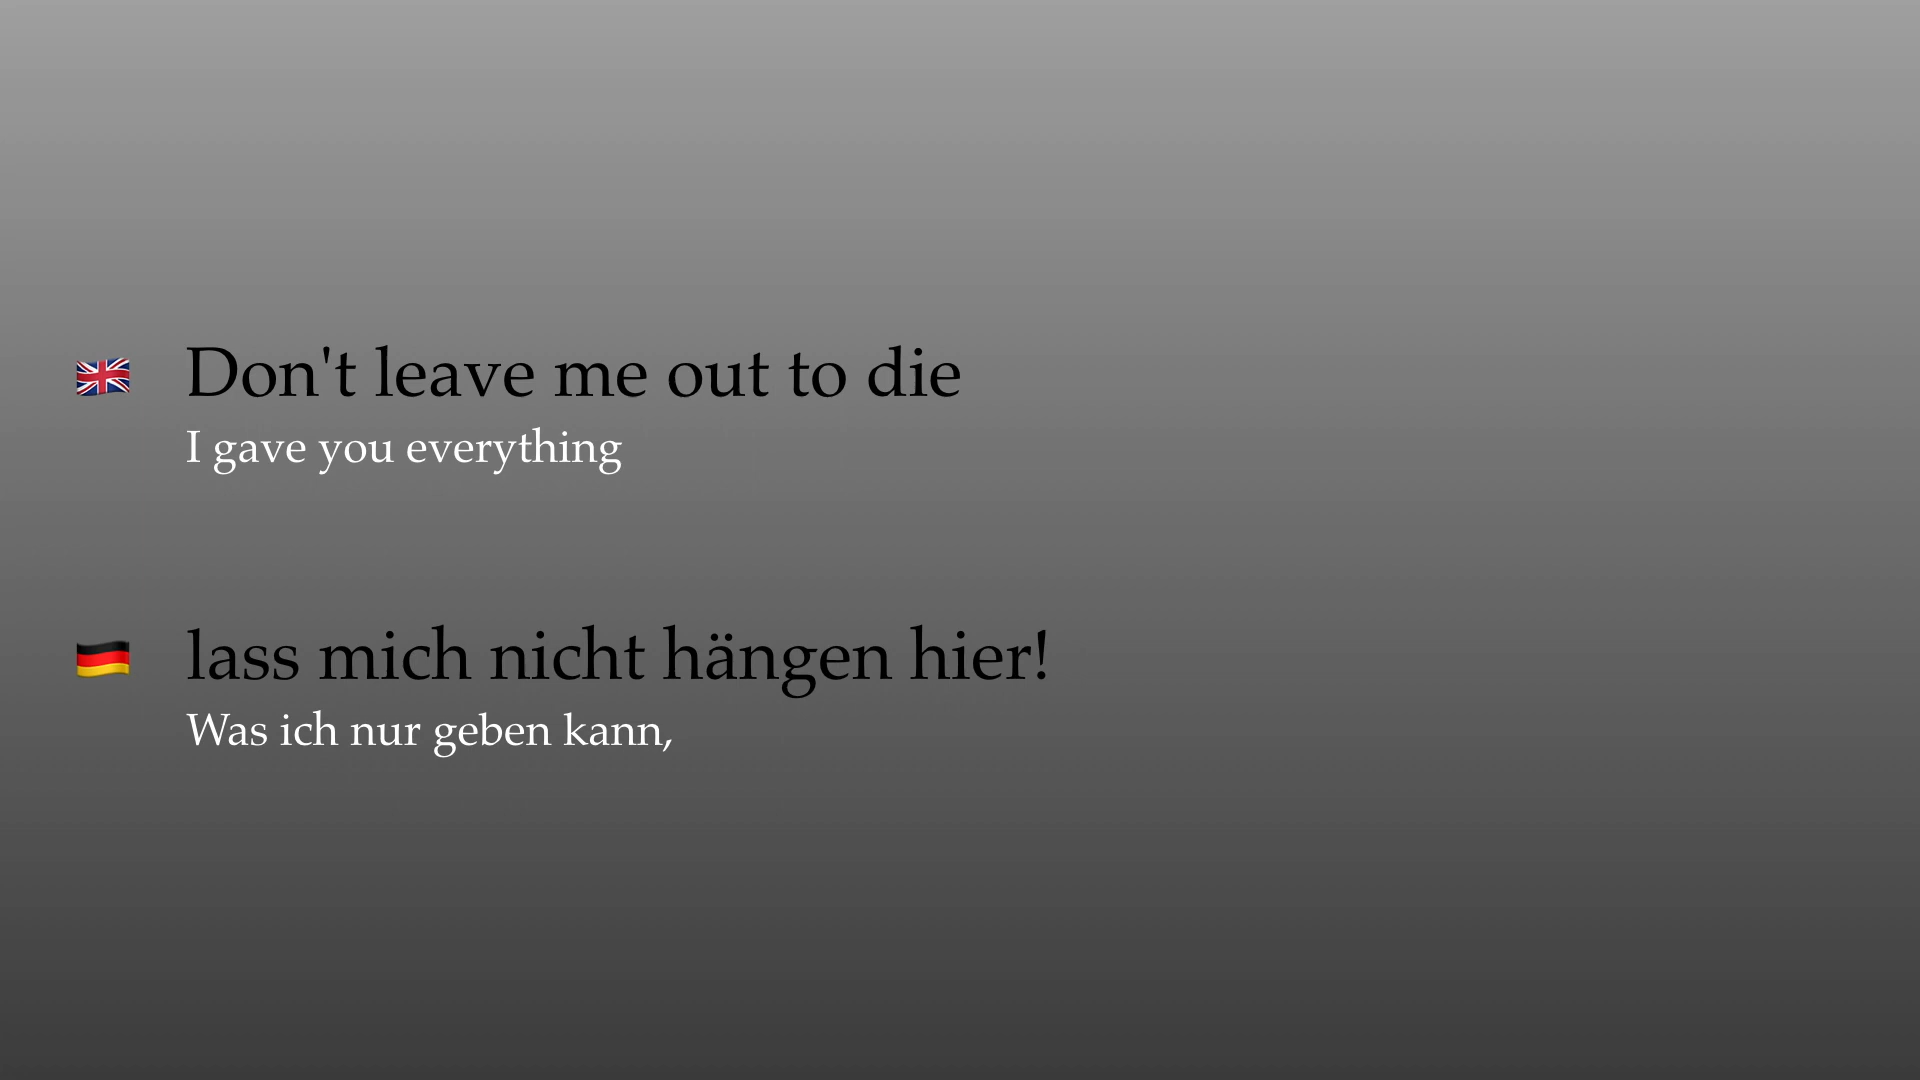 Don't leave me out to die
I gave you everything
lass mich nicht hängen hier!
Was ich nur geben kann,